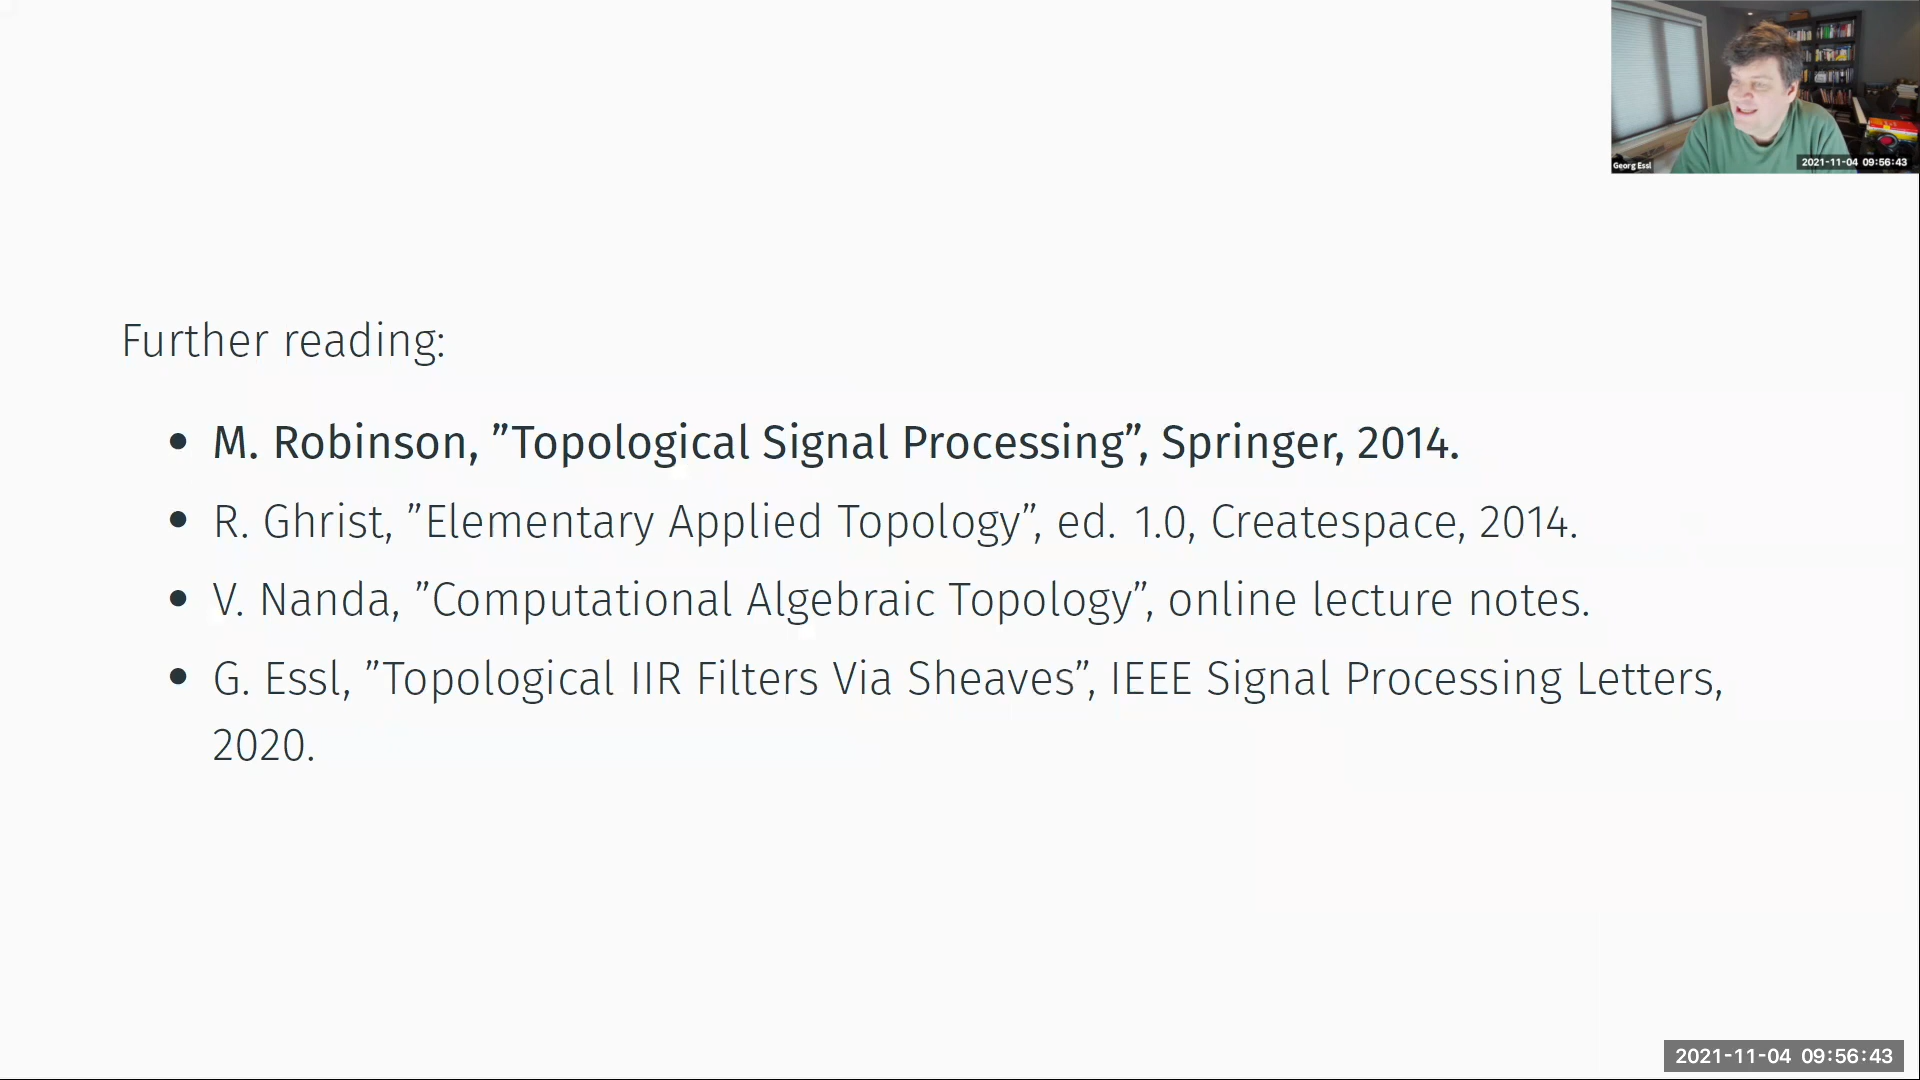 Georg Essl
2021-11-04 09:56:43
Further reading:
• M. Robinson, ”Topological Signal Processing”, Springer, 2014.
• R. Ghrist, ”Elementary Applied Topology”, ed. 1.0, Createspace, 2014.
• V. Nanda, ”Computational Algebraic Topology”, online lecture notes.
• G. Essl, ”Topological IIR Filters Via Sheaves”, IEEE Signal Processing Letters,
2020.
2021-11-04 09:56:43